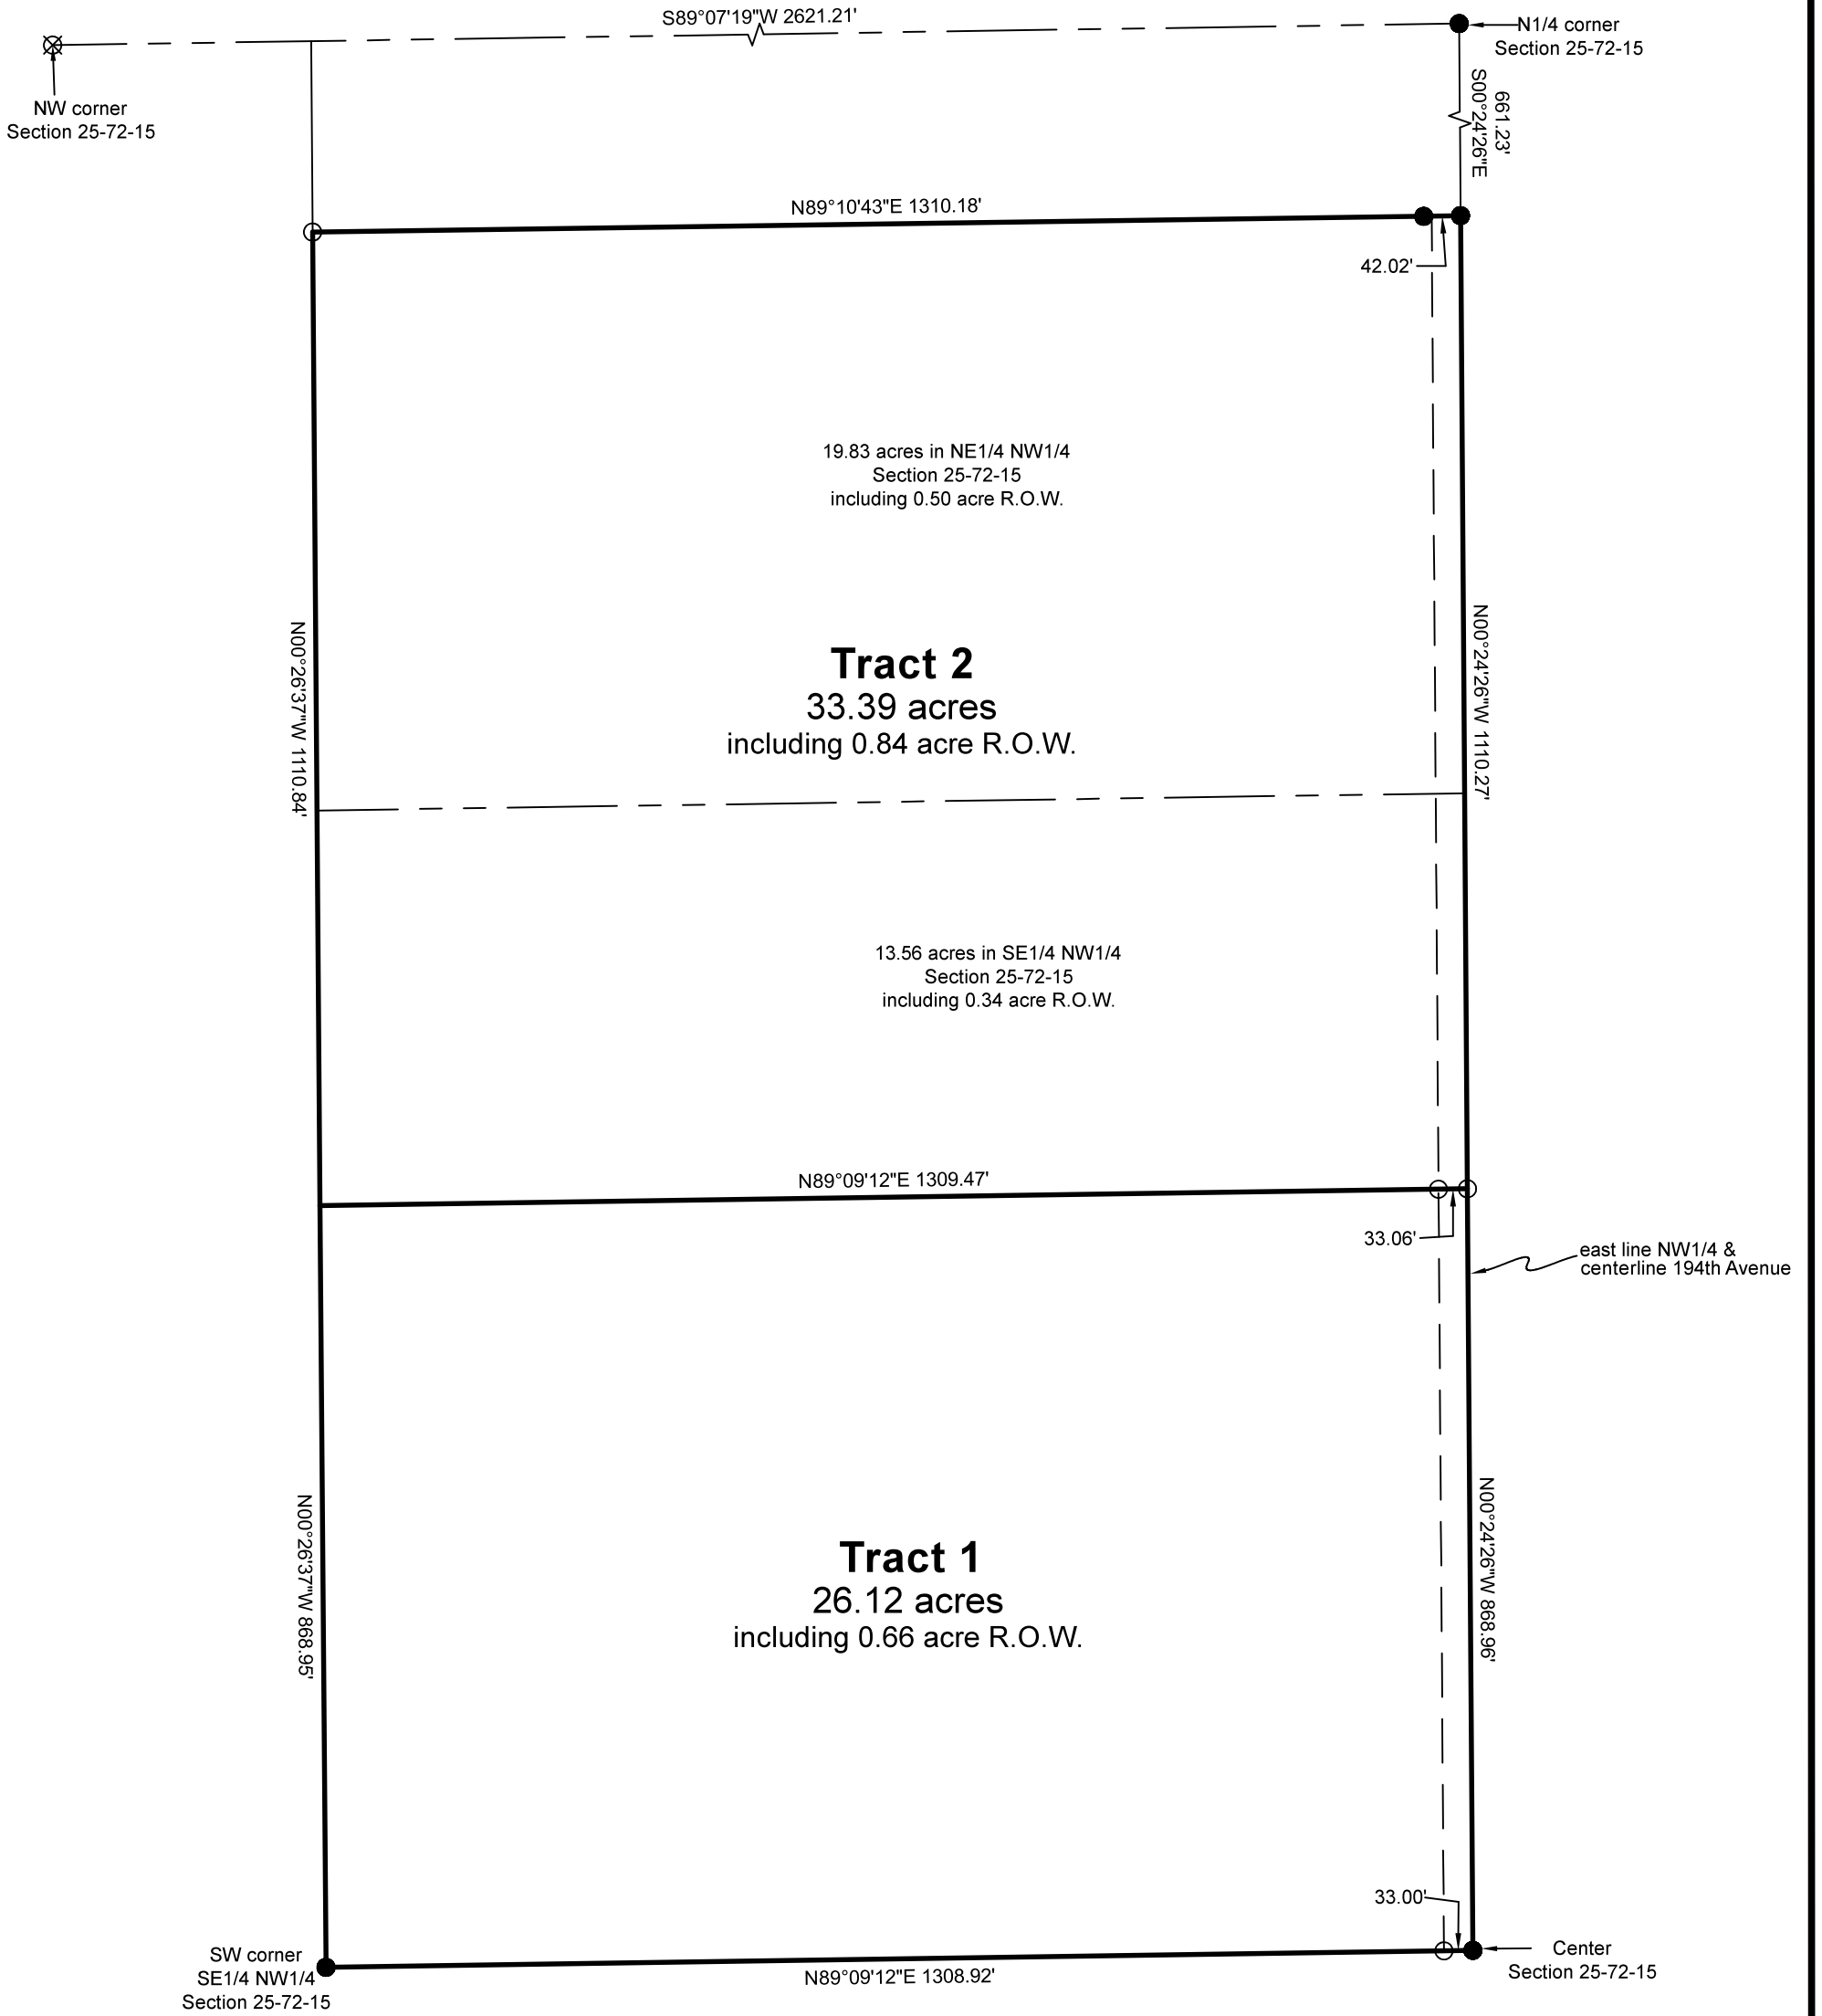 S89°07'19"W 2621.21'
N1/4 corner
Section 25-72-15
NW corner
Section 25-72-15
661.23'
S00°24'26"E
N89°10'43"E 1310.18'
42.02'
19.83 acres in NE1/4 NW1/4
Section 25-72-15
including 0.50 acre R.O.W.
N00°26'37"W 1110.84'
N00°24'26"W 1110.27'
Tract 2
33.39 acres
including 0.84 acre R.O.W.
13.56 acres in SE1/4 NW1/4
Section 25-72-15
including 0.34 acre R.O.W.
N89°09'12"E 1309.47'
33.06'
east line NW1/4 &
centerline 194th Avenue
N00°26'37"W 868.95'
N00°24'26"W 868.96'
Tract 1
26.12 acres
including 0.66 acre R.O.W.
33.00'
SW corner
SE1/4 NW1/4
Section 25-72-15
N89°09'12"E 1308.92'
Center
Section 25-72-15